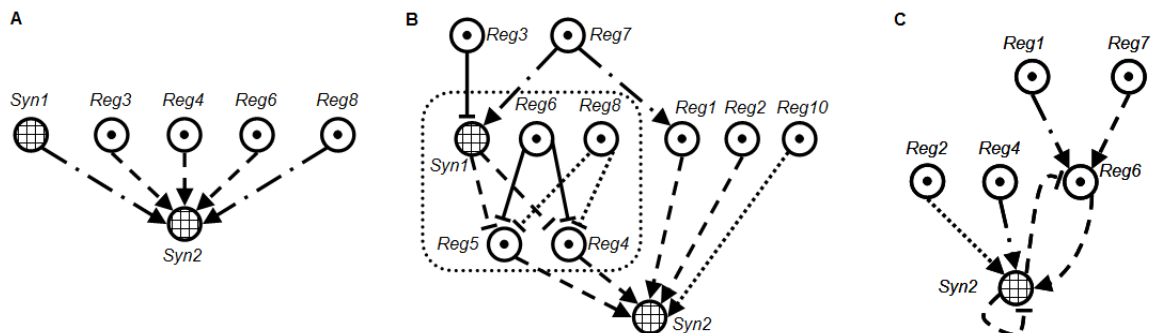 A
Syn1 Reg3 Reg4 Reg6 Reg8
Syn2
B
Reg3 Reg7
Reg6 Reg8 Reg1 Reg2 Reg10
Syn1
Reg5 Reg4
Syn2
C
Reg1 Reg7
Reg2 Reg4 Reg6
Syn2